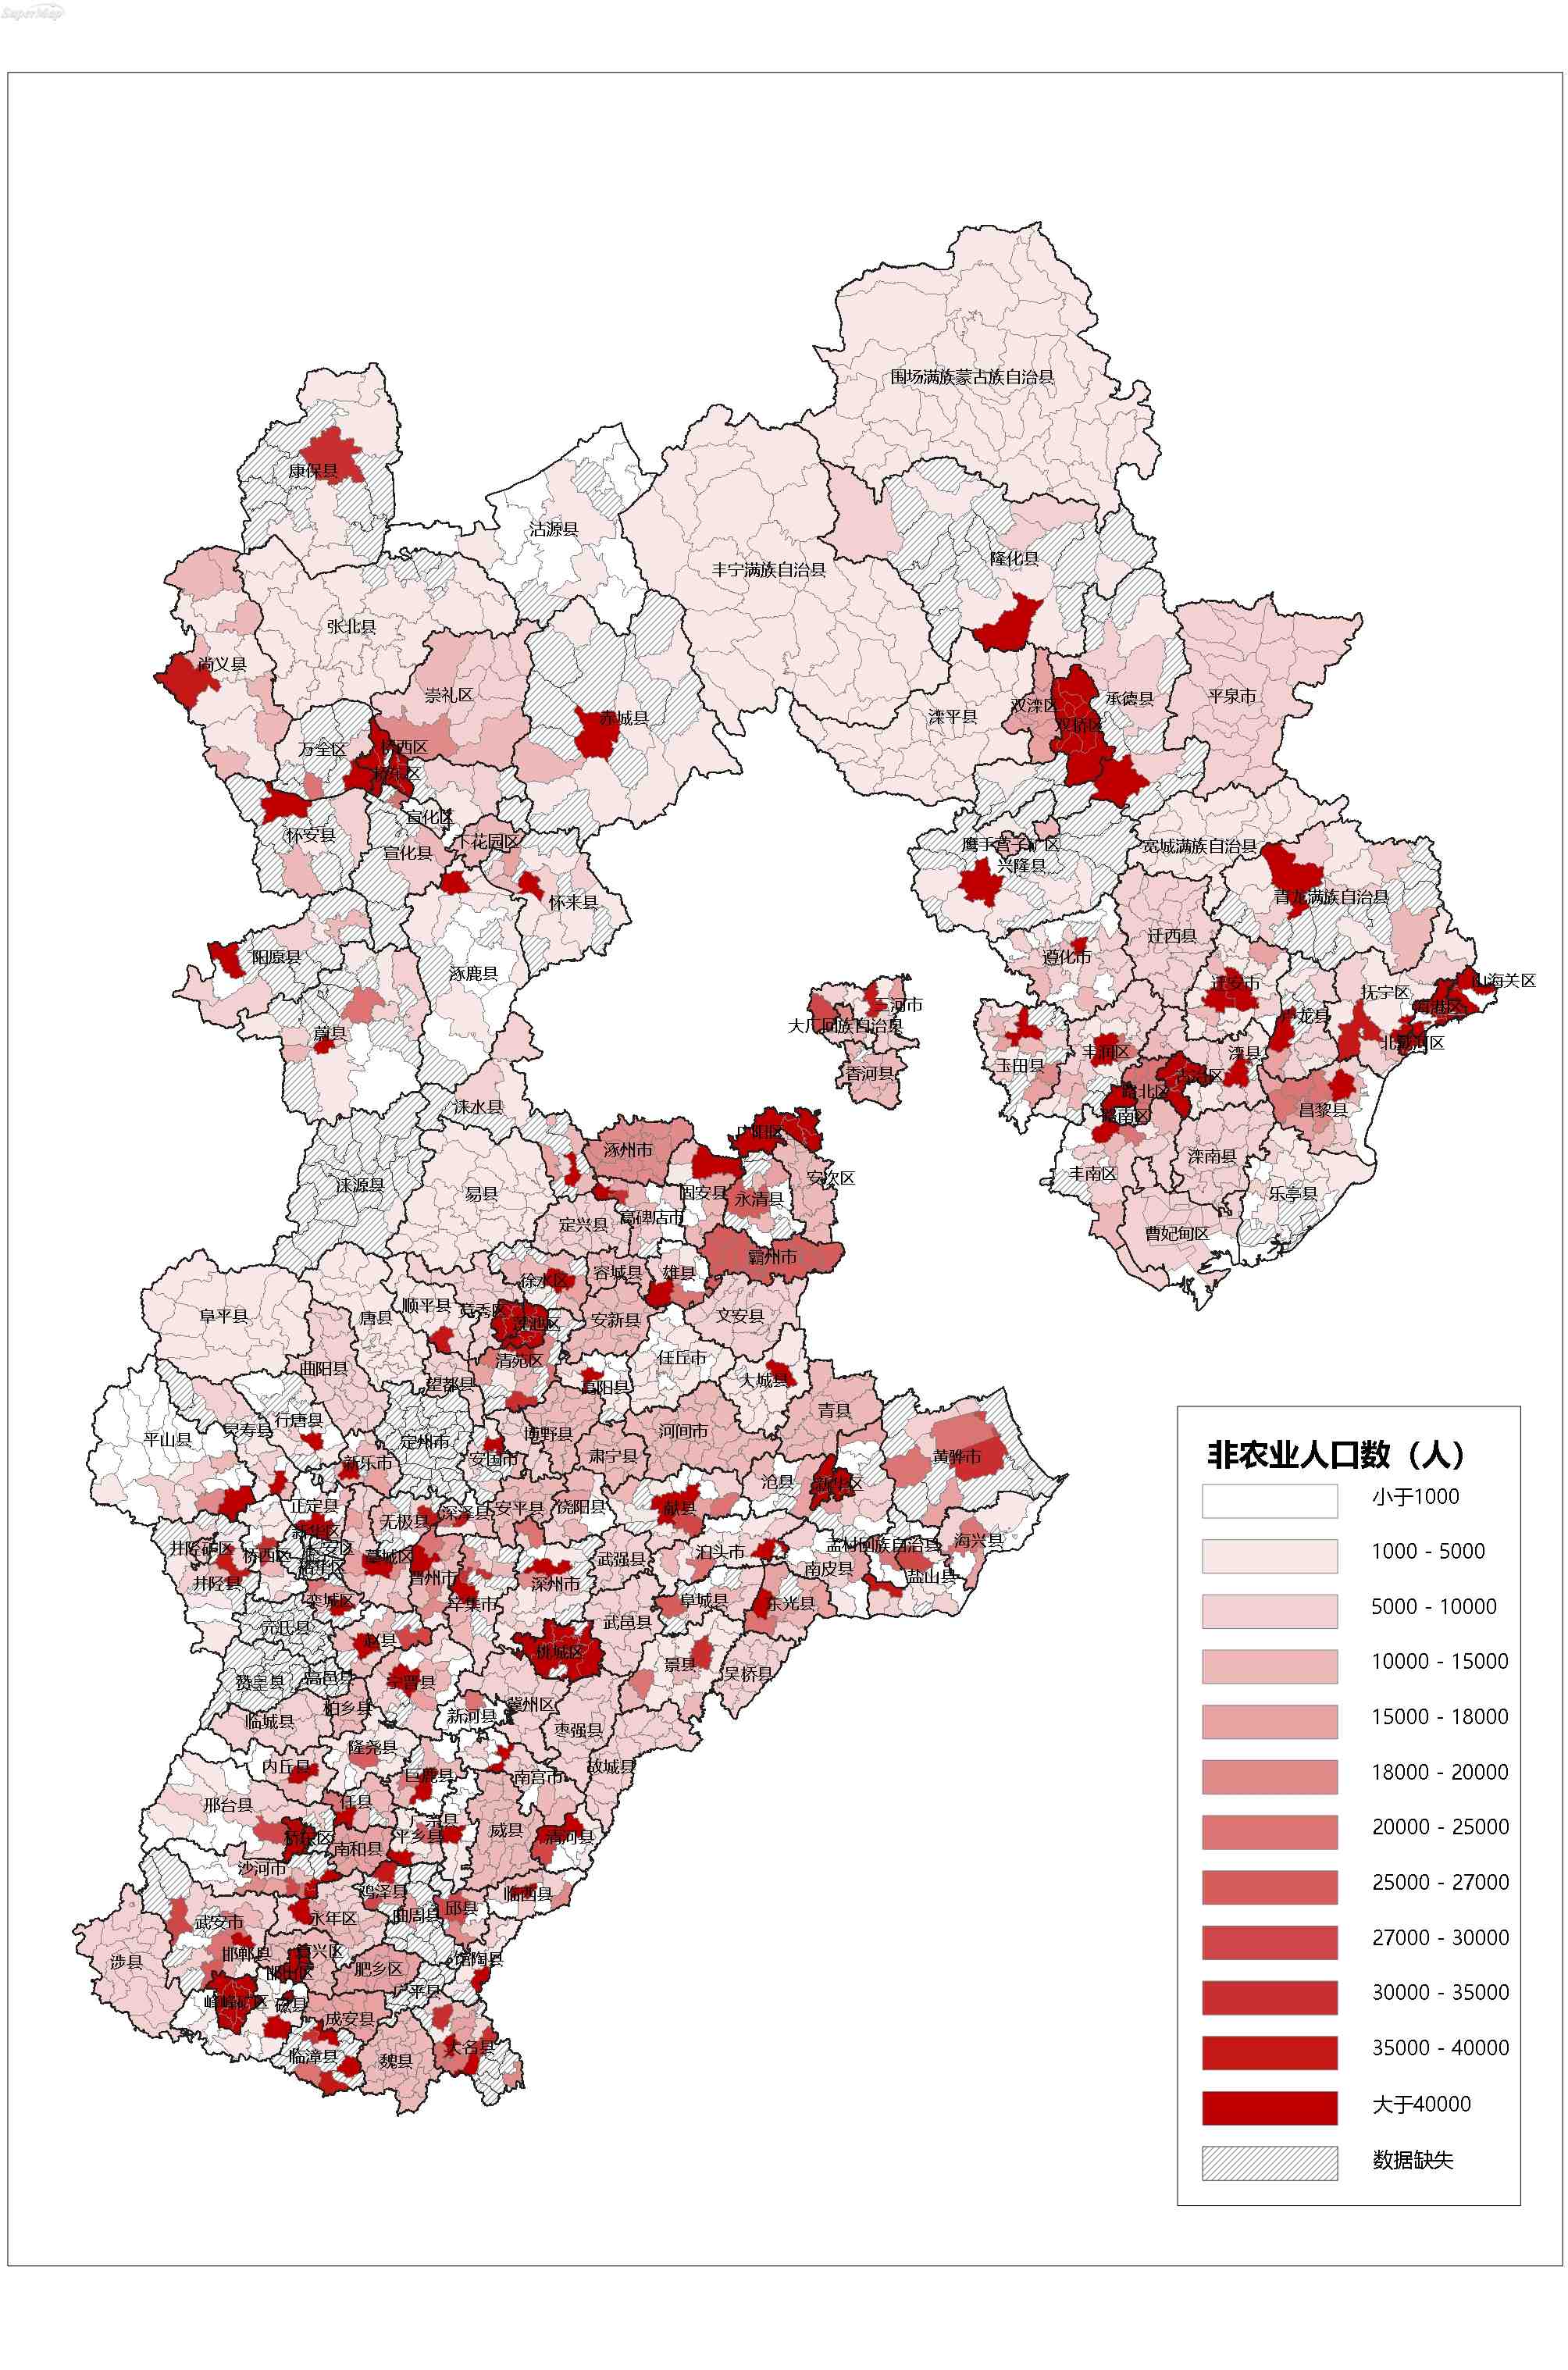 SuperMap
围场满族蒙古族自治县
康保县
沽源县
隆化县
丰宁满族自治县
张北县
尚义县
崇礼区
双滦区
承德县
平泉市
滦平县
赤城县
双桥区
万全区
桥西区
桥东区
宣化区
怀安县
下花园区
宣化县
鹰手营子矿区
宽城满族自治县
兴隆县
怀来县
青龙满族自治县
迁西县
阳原县
遵化市
涿鹿县
迁安市
山海关区
抚宁区
海港区
三河市
大厂回族自治县
卢龙县
蔚县
北戴河区
丰润区
滦县
玉田县
香河县
古冶区
路北区
涞水县
路南区
昌黎县
广阳区
涿州市
滦南县
丰南区
安次区
涞源县
易县
固安县
永清县
乐亭县
高碑店市
定兴县
曹妃甸区
霸州市
容城县
雄县
徐水区
顺平县
竞秀区
阜平县
唐县
莲池区
安新县
文安县
清苑区
任丘市
曲阳县
大城县
望都县
高阳县
青县
行唐县
灵寿县
平山县
定州市
博野县
河间市
安国市
肃宁县
黄骅市
新乐市
沧县
新华区
正定县
深泽县
安平县
饶阳县
献县
无极县
新华区
海兴县
井陉矿区
桥西区
长安区
孟村回族自治县
藁城区
武强县
泊头市
裕华区
南皮县
盐山县
井陉县
晋州市
深州市
栾城区
辛集市
阜城县
东光县
元氏县
武邑县
赵县
桃城区
景县
吴桥县
赞皇县
高邑县
宁晋县
柏乡县
冀州区
临城县
新河县
枣强县
隆尧县
内丘县
故城县
巨鹿县
南宫市
邢台县
任县
广宗县
威县
桥东区
平乡县
清河县
南和县
沙河市
鸡泽县
临西县
邱县
曲周县
永年区
武安市
邯郸县
复兴区
馆陶县
涉县
肥乡区
邯山区
广平县
峰峰矿区
磁县
成安县
临漳县
魏县
大名县
非农业人口数（人）
小于1000
1000 - 5000
5000 - 10000
10000 - 15000
15000 - 18000
18000 - 20000
20000 - 25000
25000 - 27000
27000 - 30000
30000 - 35000
35000 - 40000
大于40000
数据缺失